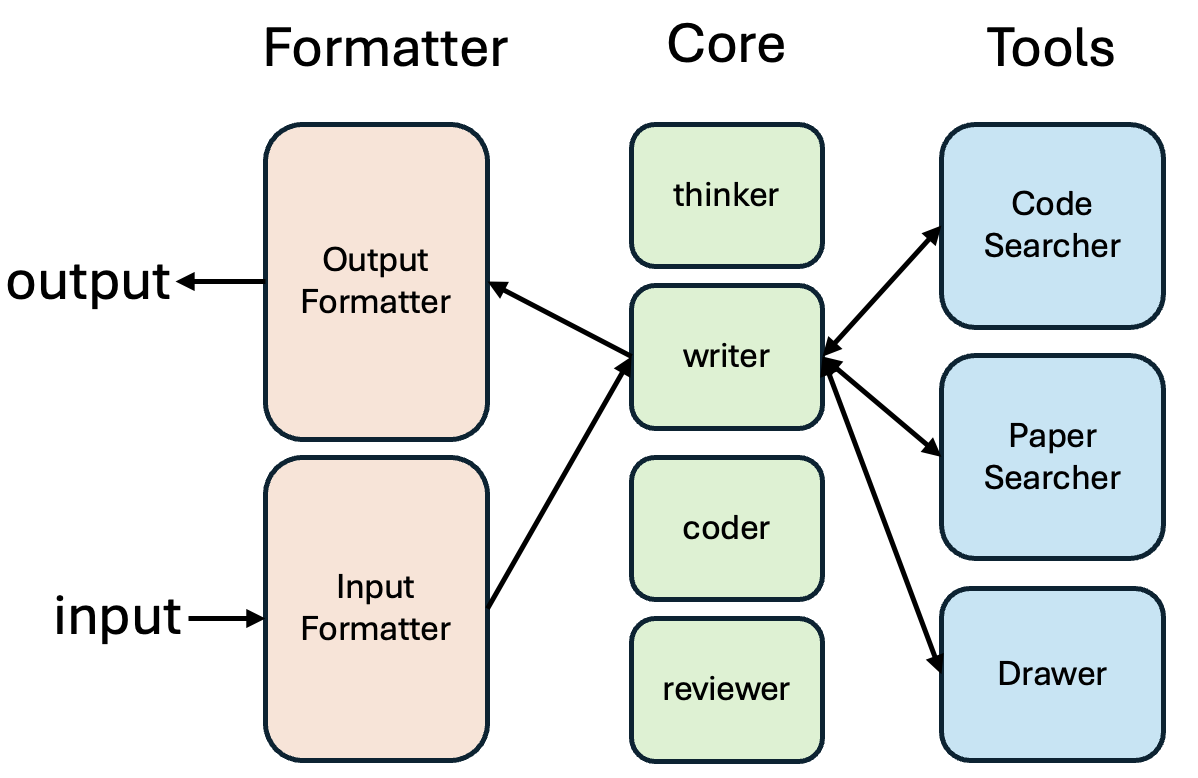 Formatter
Core
Tools
output
Output
Formatter
input
Input
Formatter
thinker
writer
coder
reviewer
Code
Searcher
Paper
Searcher
Drawer